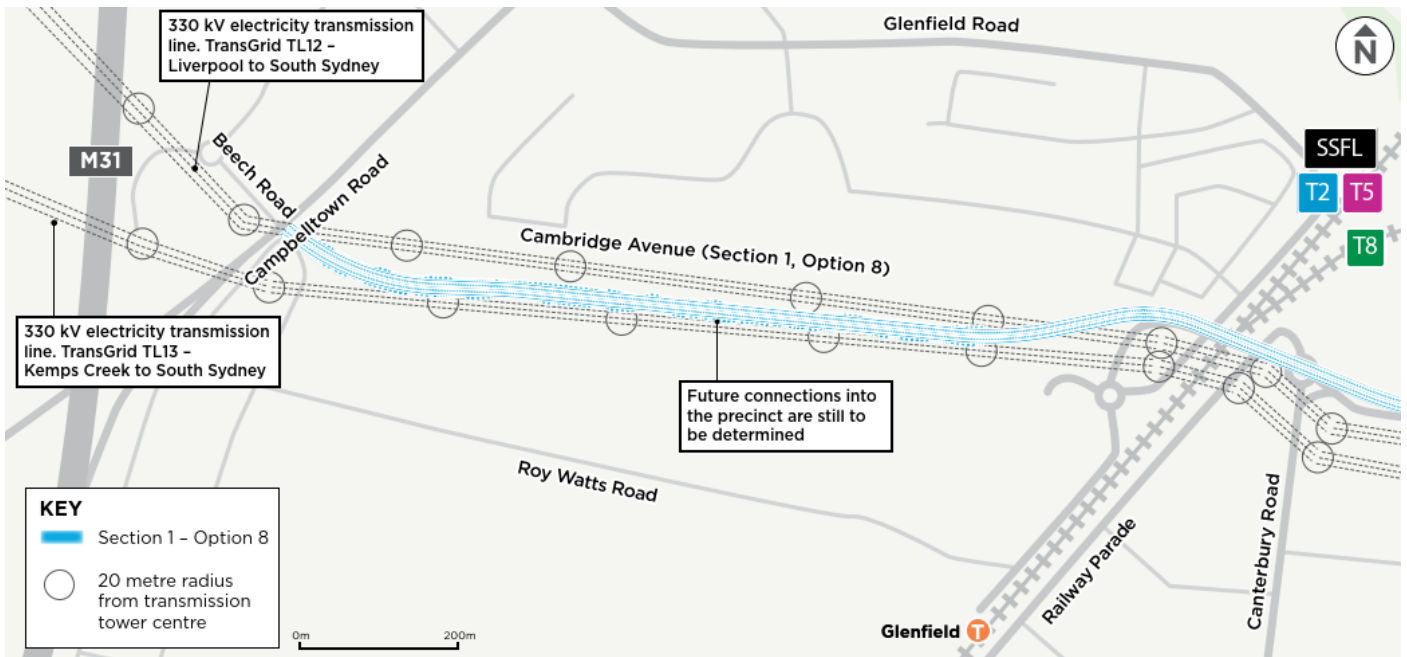 330 kV electricity transmission
line. TransGrid TL12 –
Liverpool to South Sydney
Glenfield Road
N
M31
Beech Road
Campbelltown Road
SSFL
T2 T5
T8
Cambridge Avenue (Section 1, Option 8)
330 kV electricity transmission
line. TransGrid TL13 –
Kemps Creek to South Sydney
Future connections into
the precinct are still to
be determined
Roy Watts Road
Railway Parade
Canterbury Road
KEY
Section 1 – Option 8
20 metre radius
from transmission
tower centre
0m 200m
Glenfield T